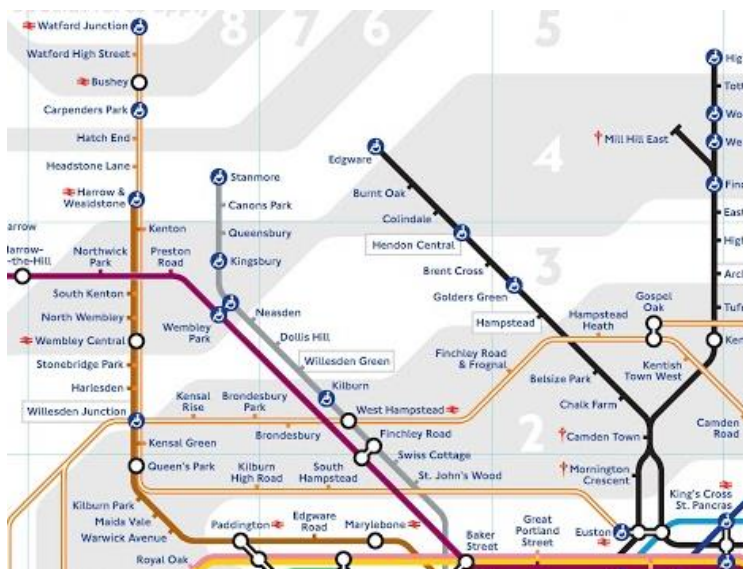 Watford Junction
Watford High Street
Bushey
Carpenders Park
Hatch End
Headstone Lane
Harrow &
Wealdstone
Kenton
Northwick
Park
Preston
Road
South Kenton
North Wembley
Wembley Central
Stonebridge Park
Harlesden
Willesden Junction
Kensal Green
Queen's Park
Kilburn Park
Maida Vale
Warwick Avenue
Royal Oak
Paddington
Edgware
Road
Marylebone
Baker
Street
Great
Portland
Street
Euston
King's Cross
St. Pancras
8
7
6
5
4
3
2
Stanmore
Canons Park
Queensbury
Kingsbury
Wembley
Park
Neasden
Dollis Hill
Willesden Green
Kilburn
West Hampstead
Finchley Road
Swiss Cottage
St. John's Wood
Kensal
Rise
Brondesbury
Park
Brondesbury
Kilburn
High Road
South
Hampstead
Finchley Road
& Frognal
Hampstead
Heath
Gospel
Oak
Kentish
Town West
Camden
Road
Edgware
Burnt Oak
Colindale
Hendon Central
Brent Cross
Golders Green
Hampstead
Belsize Park
Chalk Farm
Camden Town
Mornington
Crescent
Mill Hill East
-the-Hill